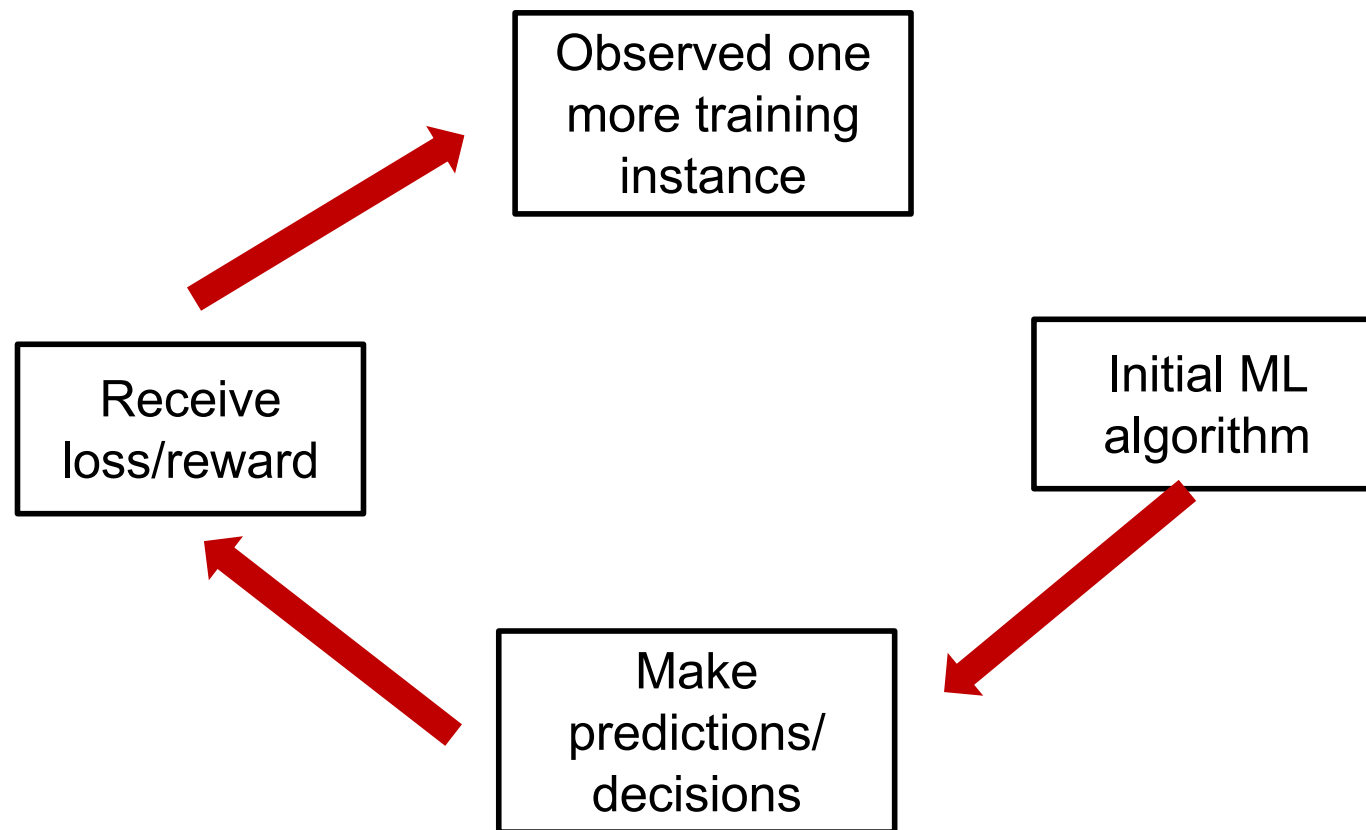 Observed one
more training
instance
Initial ML
algorithm
Receive
loss/reward
Make
predictions/
decisions